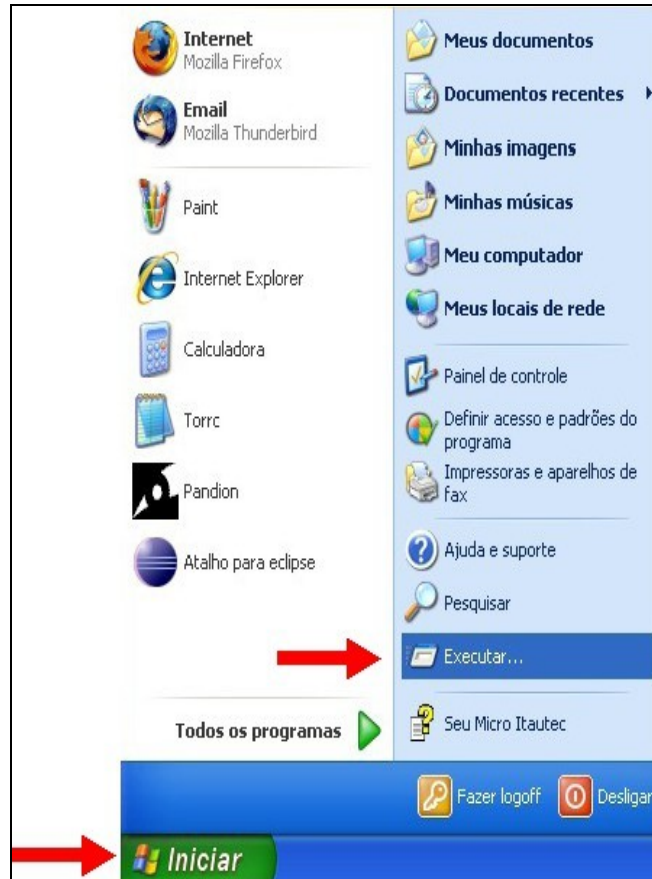 Internet
Mozilla Firefox
Email
Mozilla Thunderbird
Paint
Internet Explorer
Calculadora
Torrc
Pandion
Atalho para eclipse
Todos os programas
Meus documentos
Documentos recentes
Minhas imagens
Minhas músicas
Meu computador
Meus locais de rede
Painel de controle
Definir acesso e padrões do
programa
Impressoras e aparelhos de
fax
Ajuda e suporte
Pesquisar
Executar...
Seu Micro Itautec
Fazer logoff
Desligar
Iniciar